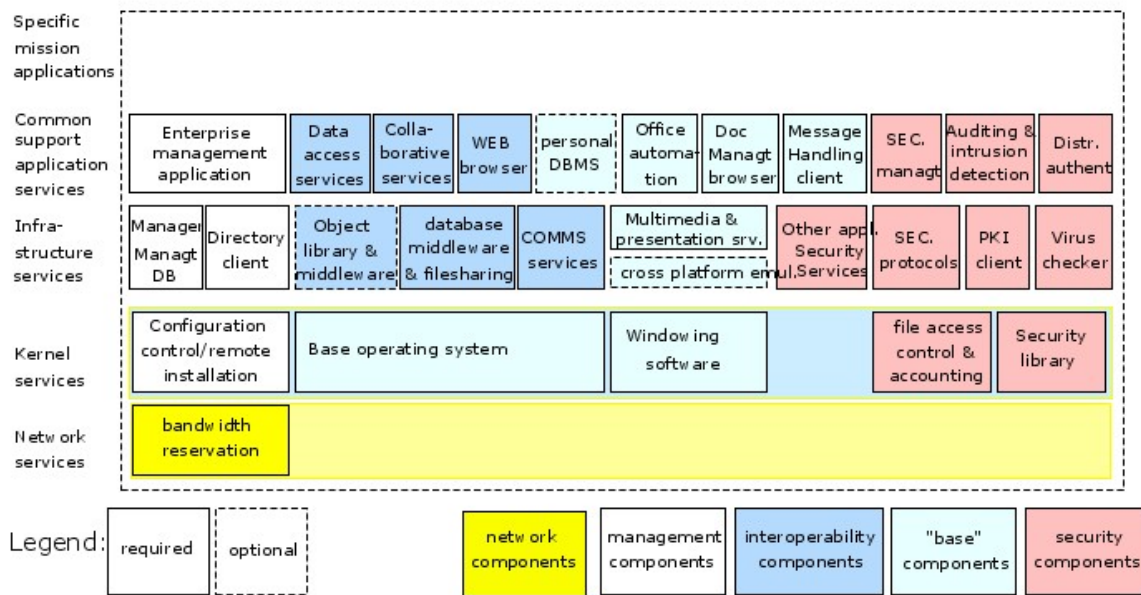 Specific
mission
applications
Common
support
application
services
Enterprise
management
application
Data
access
services
Colla-
borative
services
WEB
browser
personal
DBMS
Office
automa-
tion
Doc
Managt
browser
Message
Handling
client
SEC.
managt
Auditing &
intrusion
detection
Distr.
authent
Infra-
structure
services
Manager
Managt
DB
Directory
client
Object
library &
middleware
database
middleware
& filesharing
COMMS
services
Multimedia &
presentation srv.
cross platform emul.
Other appl.
Security
Services
SEC.
protocols
PKI
client
Virus
checker
Kernel
services
Configuration
control/remote
installation
Base operating system
Windowing
software
file access
control &
accounting
Security
library
Network
services
bandwidth
reservation
Legend:
required
optional
network
components
management
components
interoperability
components
"base"
components
security
components